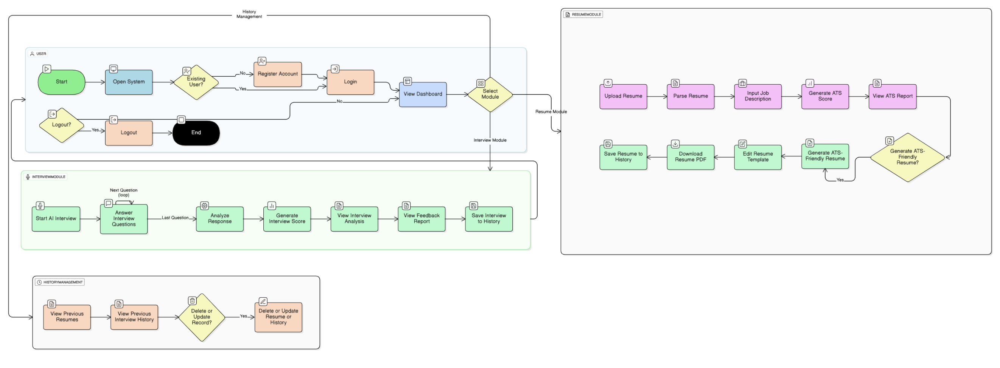 History
Management
RESUMEMODULE
USER
Start
Open System
Existing
User?
No
Yes
Register Account
Login
View Dashboard
Select
Module
No
Logout?
Yes
Logout
End
Interview Module
Resume Module
Upload Resume
Parse Resume
Input Job
Description
Generate ATS
Score
View ATS Report
Save Resume to
History
Download
Resume PDF
Edit Resume
Template
Generate ATS-
Friendly Resume
Generate ATS-
Friendly
Resume?
Yes
INTERVIEWMODULE
Next Question
(loop)
Start AI Interview
Answer
Interview
Questions
Last Question
Analyze
Response
Generate
Interview Score
View Interview
Analysis
View Feedback
Report
Save Interview
to History
HISTORYMANAGEMENT
View Previous
Resumes
View Previous
Interview History
Delete or
Update
Record?
Yes
Delete or Update
Resume or
History